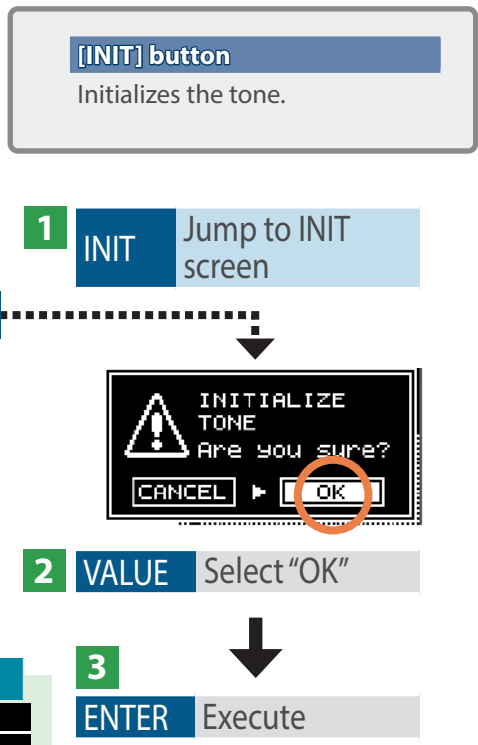 [INIT] button
Initializes the tone.
1
INIT
Jump to INIT
screen
INITIALIZE
TONE
Are you sure?
CANCEL
OK
2
VALUE
Select “OK”
3
ENTER
Execute